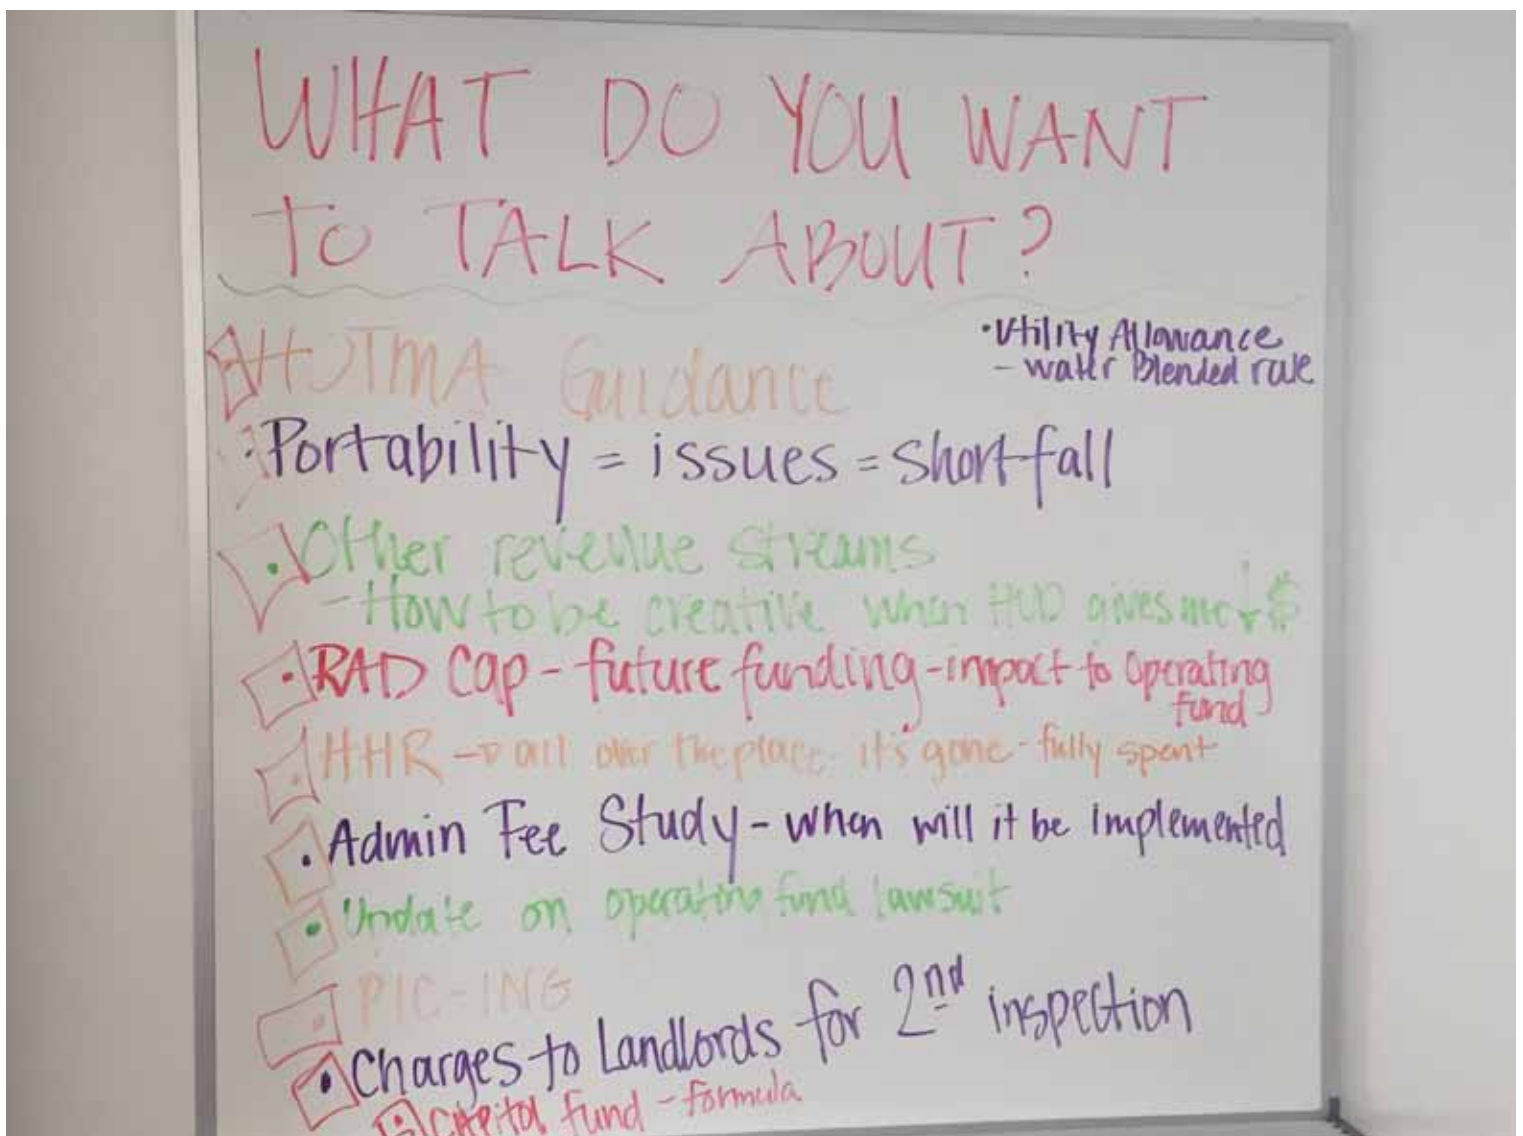 WHAT DO YOU WANT
TO TALK ABOUT?
HOTMA Guidance
• Utility Allowance
- water Blended rate
• Portability = issues = shortfall
• Other revenue streams
- How to be creative when HUD gives me ↓ $
• RAD Cap - future funding - impact to operating
fund
• HHR → all over the place - it's gone - fully spent
• Admin Fee Study - when will it be implemented
• Update on operating fund lawsuit
• PIC-ING
• Charges to Landlords for 2nd inspection
• Capitol fund - formula